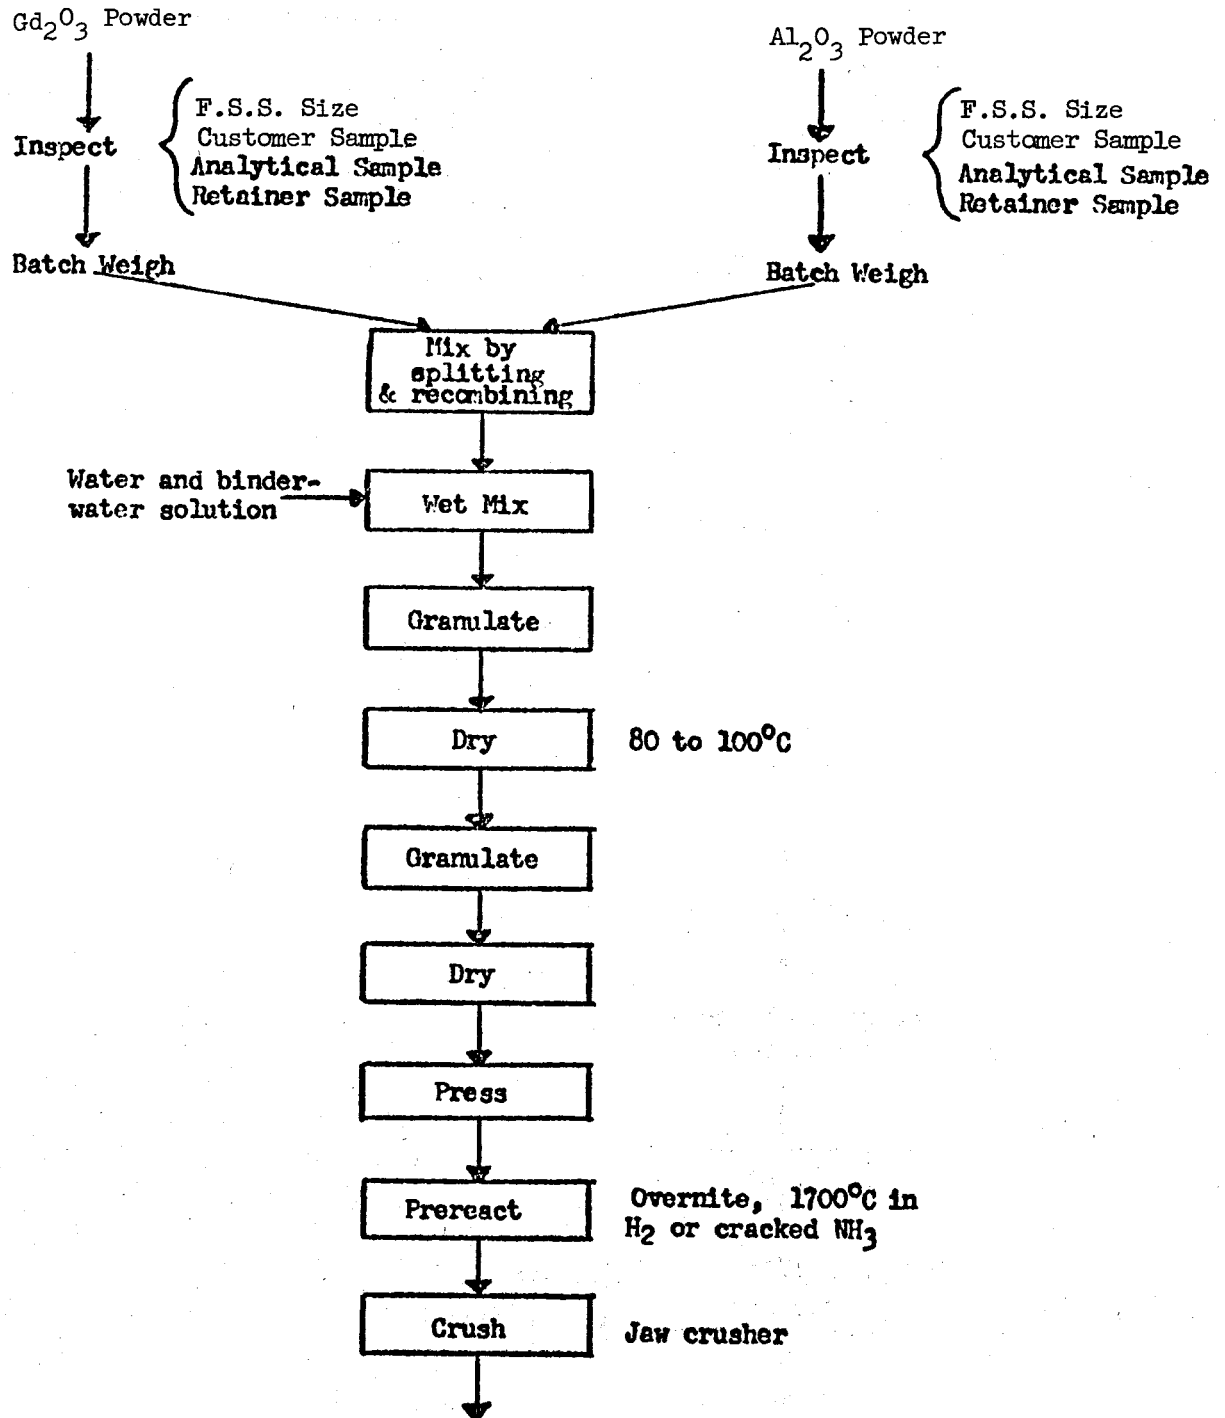 Gd₂O₃ Powder
Inspect
F.S.S. Size
Customer Sample
Analytical Sample
Retainer Sample
Batch Weigh
Al₂O₃ Powder
Inspect
F.S.S. Size
Customer Sample
Analytical Sample
Retainer Sample
Batch Weigh
Mix by
splitting
& recombining
Water and binder-
water solution
Wet Mix
Granulate
Dry
80 to 100°C
Granulate
Dry
Press
Prereact
Overnite, 1700°C in
H₂ or cracked NH₃
Crush
Jaw crusher